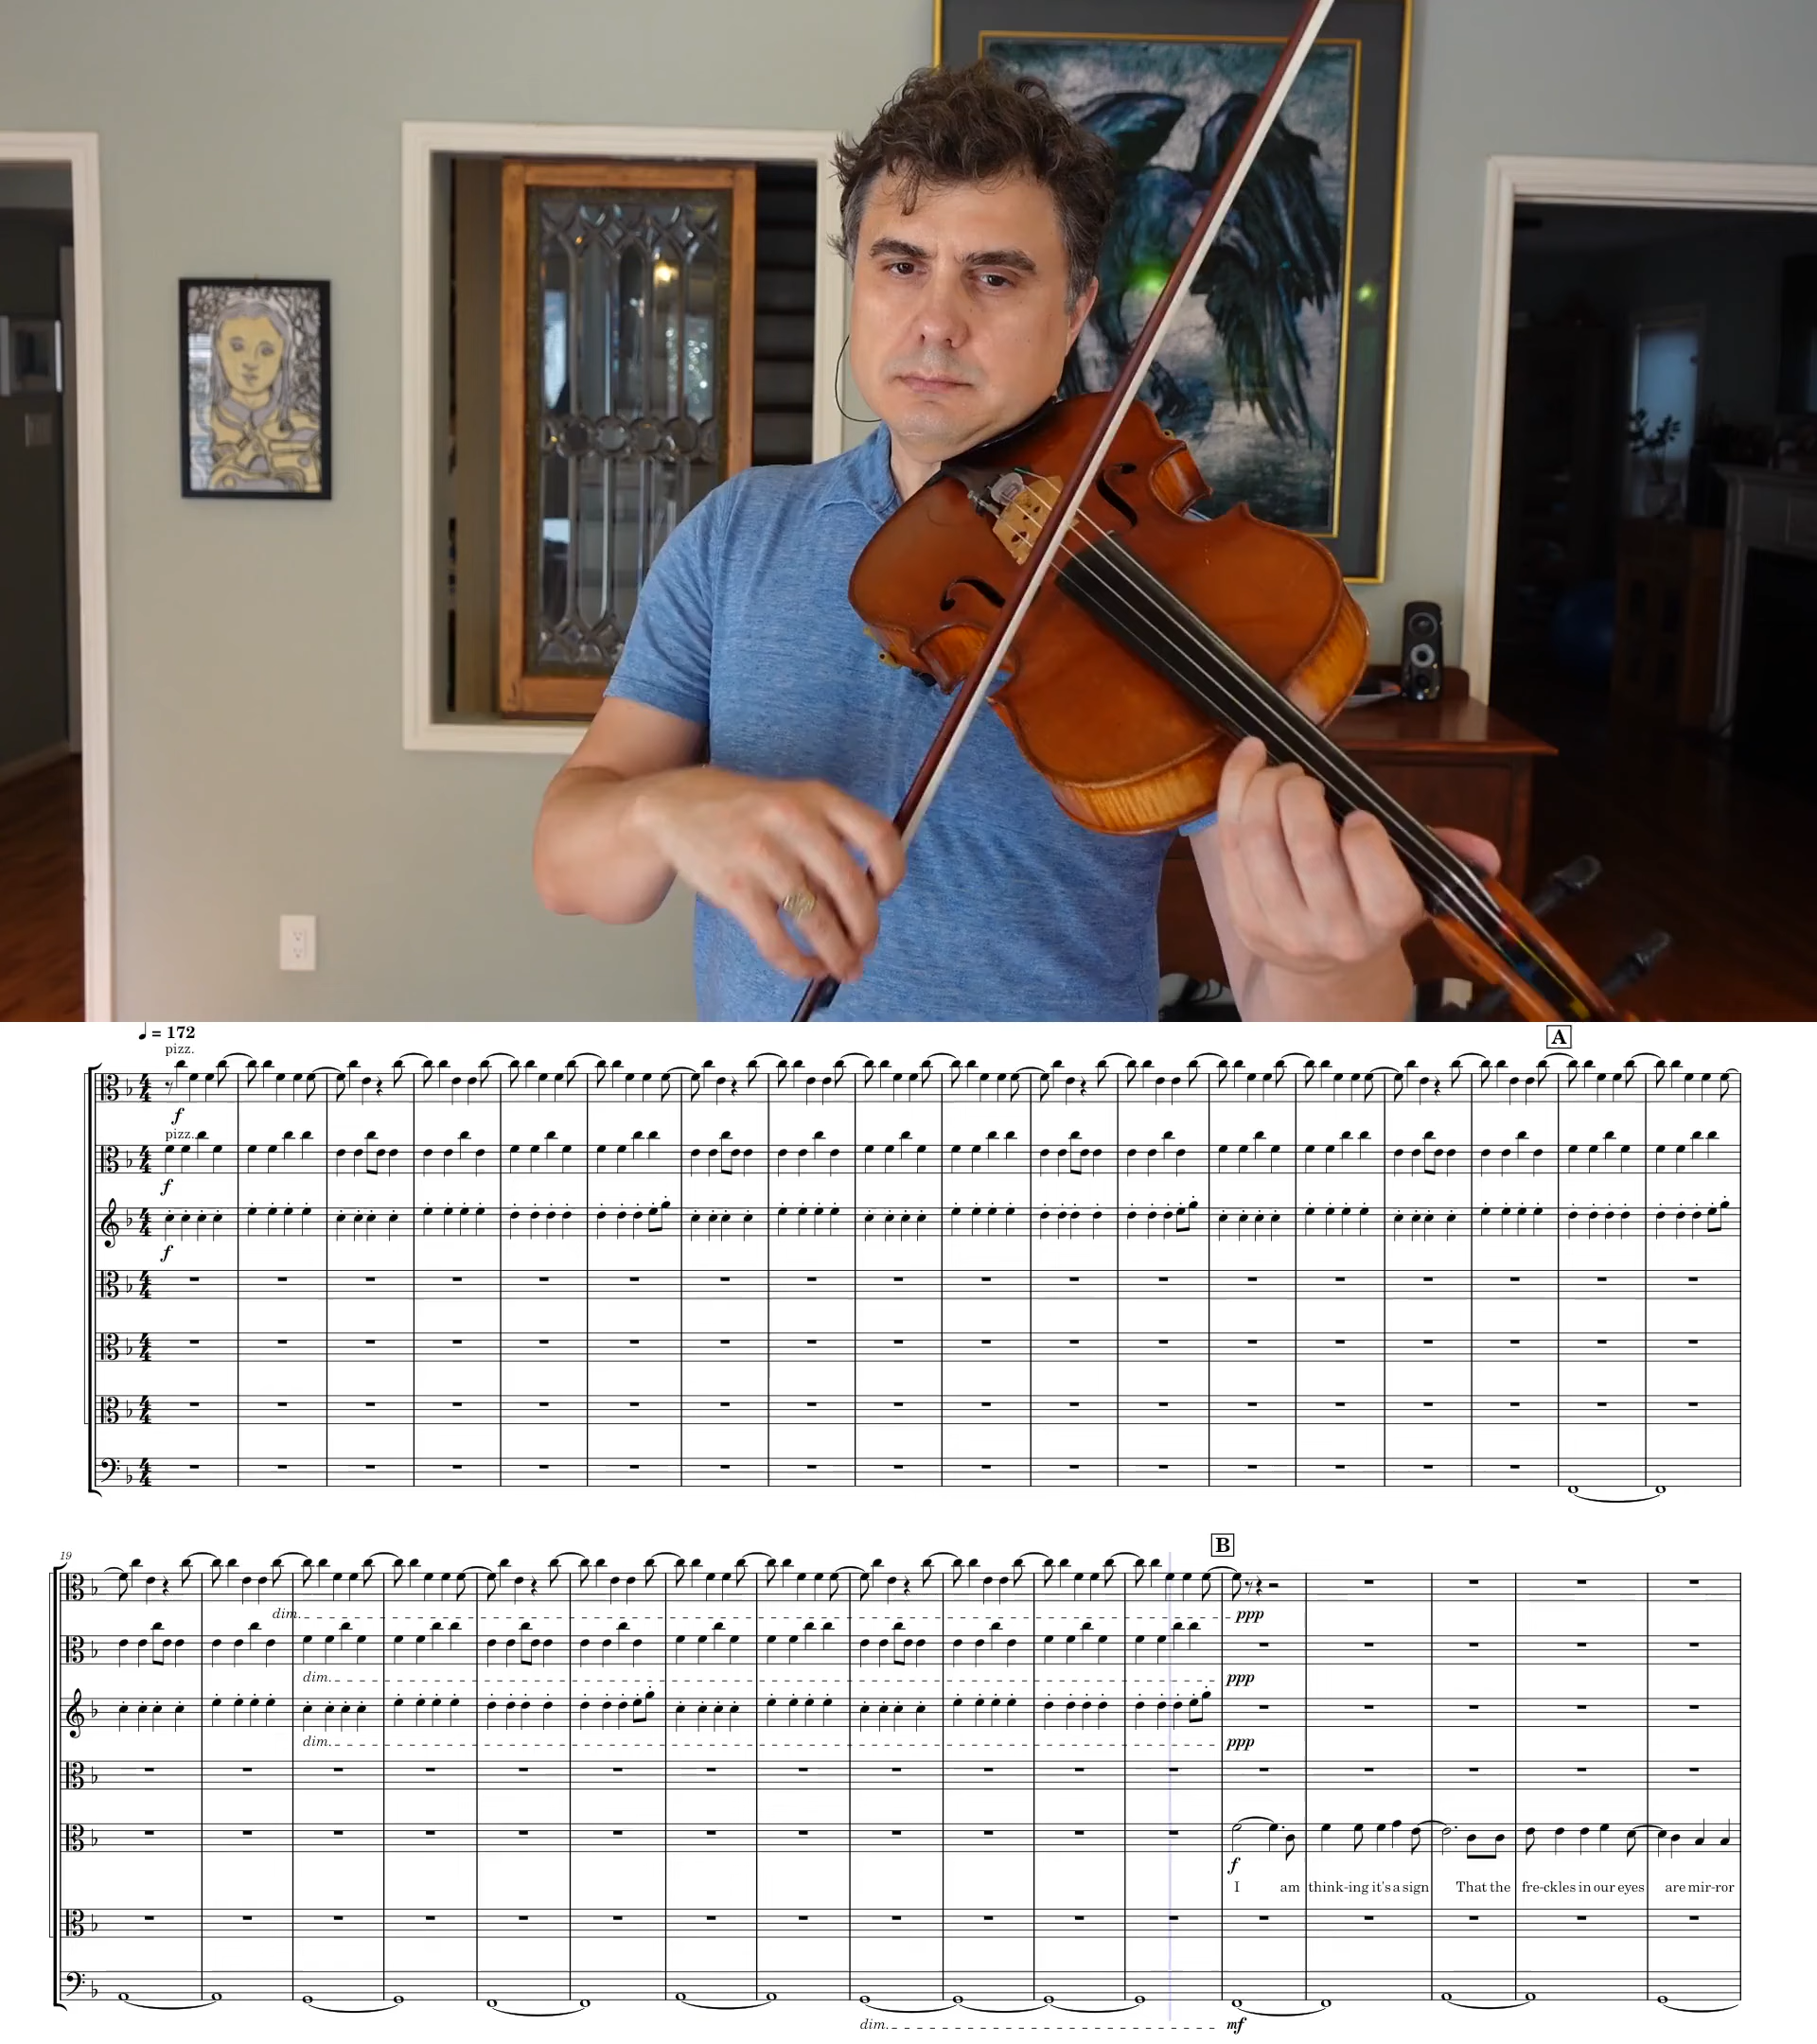 ♩ = 172
pizz.
A
f
pizz.
f
f
19
B
dim.
ppp
dim.
ppp
dim.
ppp
f
I am think-ing it's a sign That the fre-ckles in our eyes are mir-ror
dim.
mf